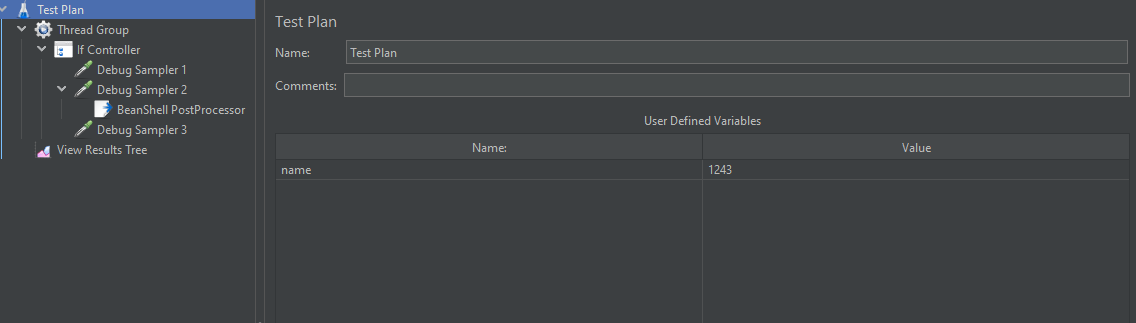 Test Plan
Thread Group
If Controller
Debug Sampler 1
Debug Sampler 2
BeanShell PostProcessor
Debug Sampler 3
View Results Tree
Test Plan
Name: Test Plan
Comments:
User Defined Variables
Name: Value
name 1243